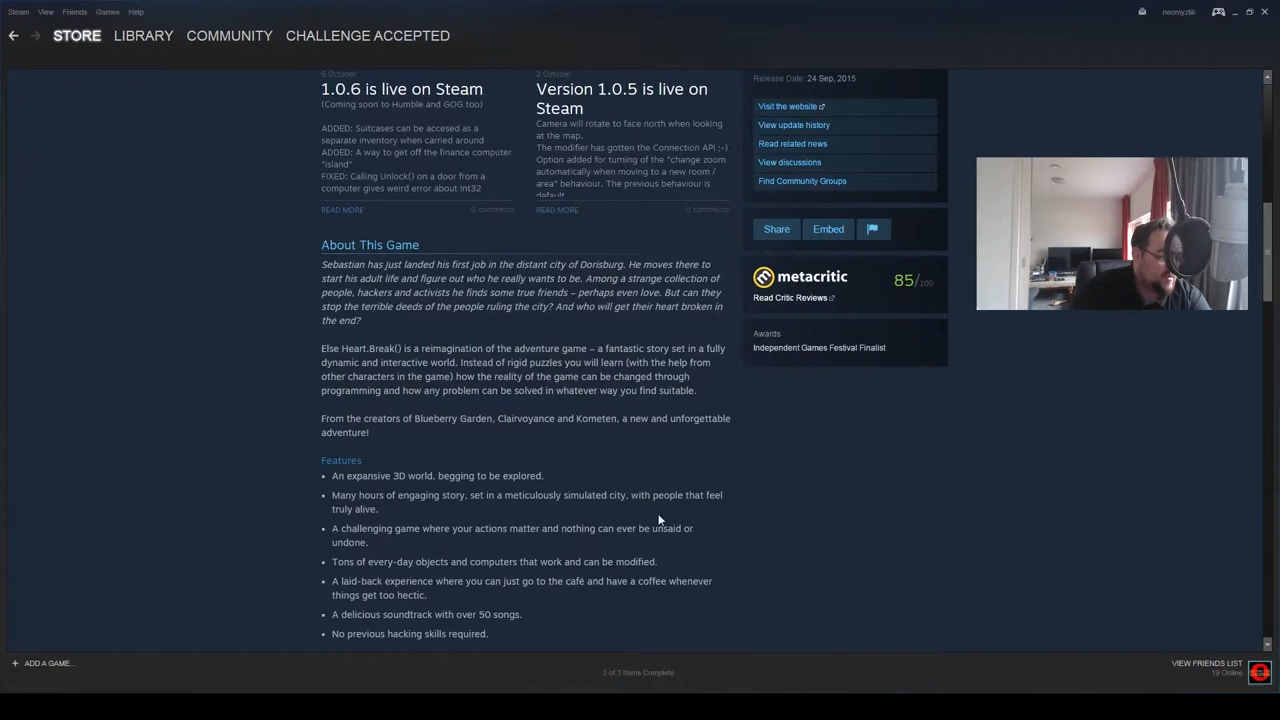 Steam View Friends Games Help
neomyztik
STORE LIBRARY COMMUNITY CHALLENGE ACCEPTED
6 October
1.0.6 is live on Steam
(Coming soon to Humble and GOG too)
ADDED: Suitcases can be accesed as a
separate inventory when carried around
ADDED: A way to get off the finance computer
"island"
FIXED: Calling Unlock() on a door from a
computer gives weird error about Int32
READ MORE
0 comments
2 October
Version 1.0.5 is live on
Steam
Camera will rotate to face north when looking
at the map.
The modifier has gotten the Connection API ;-)
Option added for turning of the "change zoom
automatically when moving to a new room /
area" behaviour. The previous behaviour is
default.
READ MORE
0 comments
About This Game
Sebastian has just landed his first job in the distant city of Dorisburg. He moves there to
start his adult life and figure out who he really wants to be. Among a strange collection of
people, hackers and activists he finds some true friends – perhaps even love. But can they
stop the terrible deeds of the people ruling the city? And who will get their heart broken in
the end?
Else Heart.Break() is a reimagination of the adventure game – a fantastic story set in a fully
dynamic and interactive world. Instead of rigid puzzles you will learn (with the help from
other characters in the game) how the reality of the game can be changed through
programming and how any problem can be solved in whatever way you find suitable.
From the creators of Blueberry Garden, Clairvoyance and Kometen, a new and unforgettable
adventure!
Features
An expansive 3D world, begging to be explored.
Many hours of engaging story, set in a meticulously simulated city, with people that feel
truly alive.
A challenging game where your actions matter and nothing can ever be unsaid or
undone.
Tons of every-day objects and computers that work and can be modified.
A laid-back experience where you can just go to the café and have a coffee whenever
things get too hectic.
A delicious soundtrack with over 50 songs.
No previous hacking skills required.
Release Date: 24 Sep, 2015
Visit the website
View update history
Read related news
View discussions
Find Community Groups
Share Embed
metacritic
85/100
Read Critic Reviews
Awards
Independent Games Festival Finalist
+ ADD A GAME...
3 of 3 Items Complete
VIEW FRIENDS LIST
19 Online